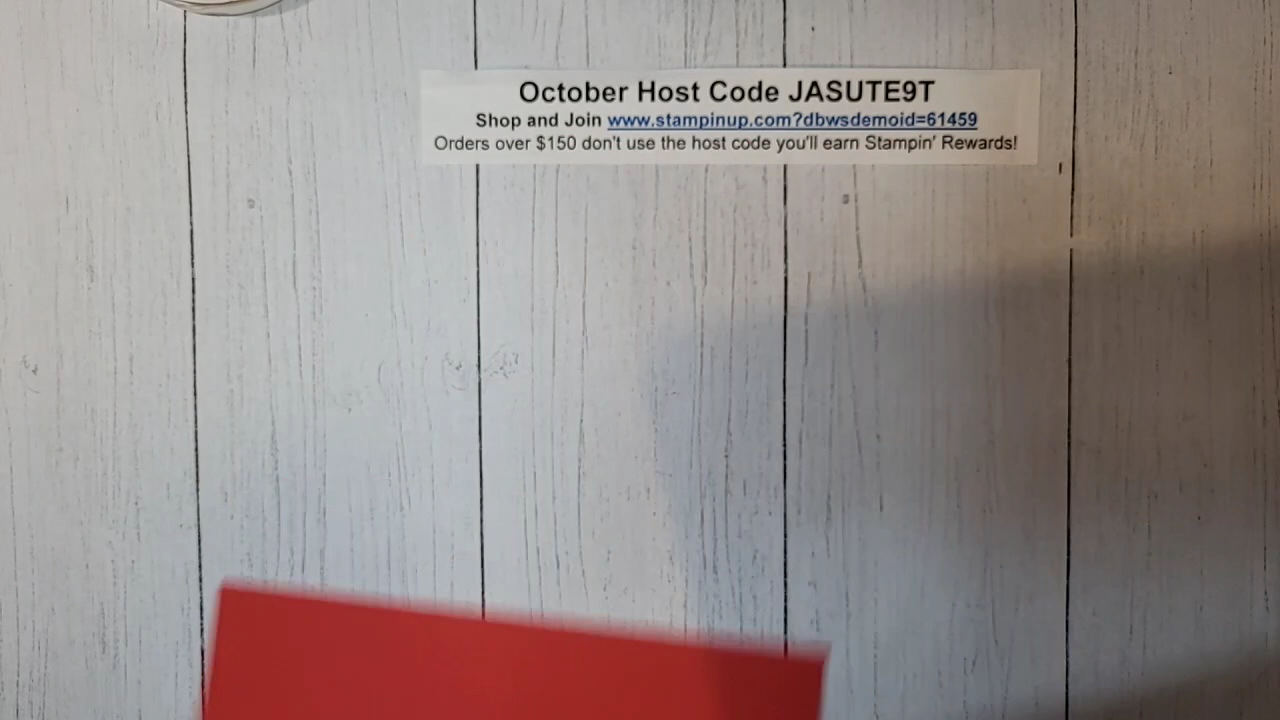 October Host Code JASUTE9T
Shop and Join www.stampinup.com?dbwsdemoid=61459
Orders over $150 don't use the host code you'll earn Stampin' Rewards!